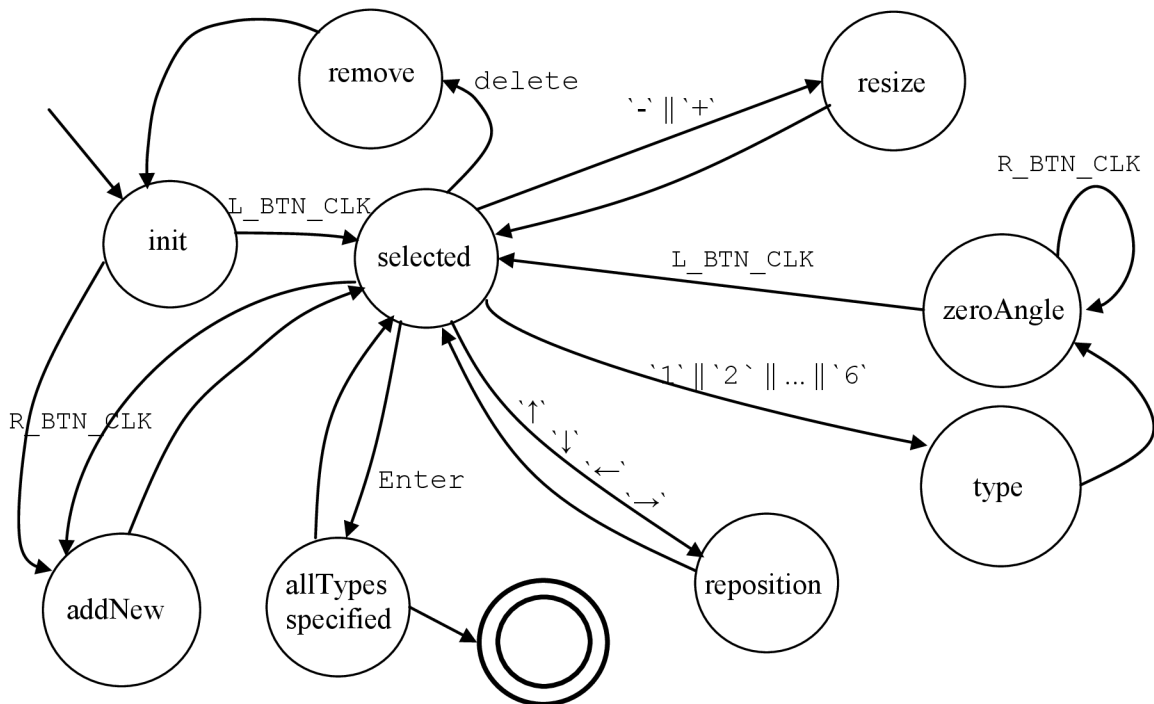 remove
delete
`-` || `+`
resize
R_BTN_CLK
L_BTN_CLK
init
selected
L_BTN_CLK
zeroAngle
`1` || `2` || ... || `6`
R_BTN_CLK
`↑`
`↓`
`←`
`→`
Enter
type
addNew
allTypes
specified
reposition